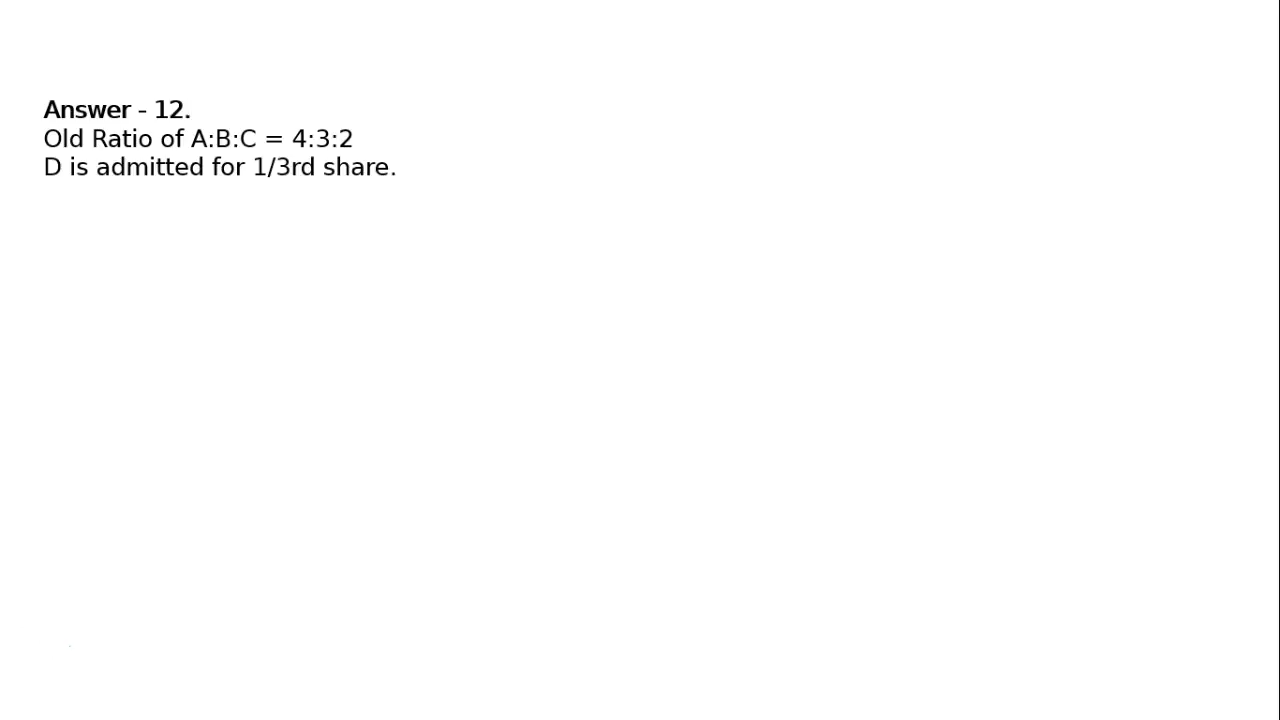 Answer - 12.
Old Ratio of A:B:C = 4:3:2
D is admitted for 1/3rd share.